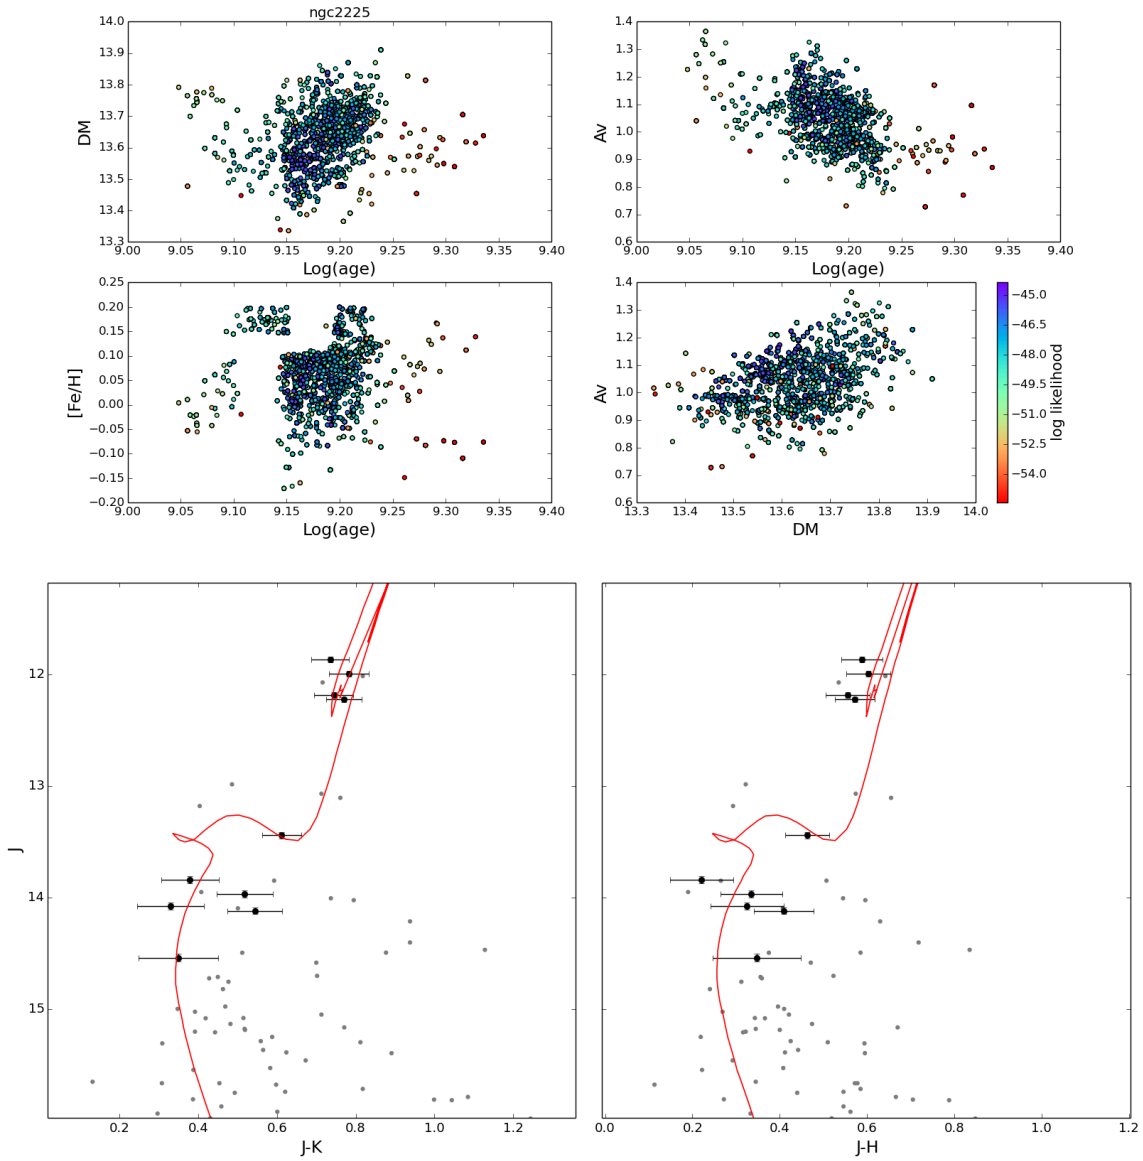 ngc2225
14.0
13.9
13.8
13.7
13.6
13.5
13.4
13.3
DM
9.00 9.05 9.10 9.15 9.20 9.25 9.30 9.35 9.40
Log(age)
1.4
1.3
1.2
1.1
1.0
0.9
0.8
0.7
0.6
Av
9.00 9.05 9.10 9.15 9.20 9.25 9.30 9.35 9.40
Log(age)
0.25
0.20
0.15
0.10
0.05
0.00
−0.05
−0.10
−0.15
−0.20
[Fe/H]
9.00 9.05 9.10 9.15 9.20 9.25 9.30 9.35 9.40
Log(age)
1.4
1.3
1.2
1.1
1.0
0.9
0.8
0.7
0.6
Av
13.3 13.4 13.5 13.6 13.7 13.8 13.9 14.0
DM
−45.0
−46.5
−48.0
−49.5
−51.0
−52.5
−54.0
log likelihood
12
13
14
15
J
0.2 0.4 0.6 0.8 1.0 1.2
J-K
0.0 0.2 0.4 0.6 0.8 1.0 1.2
J-H